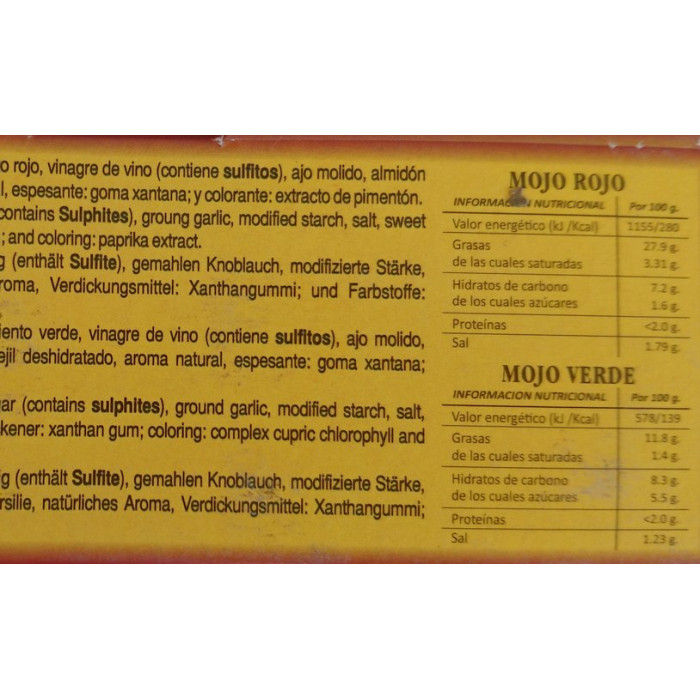 o rojo, vinagre de vino (contiene sulfitos), ajo molido, almidón
l, espesante: goma xantana; y colorante: extracto de pimentón.
contains Sulphites), groung garlic, modified starch, salt, sweet
; and coloring: paprika extract.
g (enthält Sulfite), gemahlen Knoblauch, modifizierte Stärke,
roma, Verdickungsmittel: Xanthangummi; und Farbstoffe:
iento verde, vinagre de vino (contiene sulfitos), ajo molido,
ejil deshidratado, aroma natural, espesante: goma xantana;
gar (contains sulphites), ground garlic, modified starch, salt,
ckener: xanthan gum; coloring: complex cupric chlorophyll and
ig (enthält Sulfite), gemahlen Knoblauch, modifizierte Stärke,
rsilie, natürliches Aroma, Verdickungsmittel: Xanthangummi;
MOJO ROJO
INFORMACION NUTRICIONAL Por 100 g.
Valor energético (kJ /Kcal) 1155/280
Grasas 27.9 g.
de las cuales saturadas 3.31 g.
Hidratos de carbono 7.2 g.
de los cuales azúcares 1.6 g.
Proteínas <2.0 g.
Sal 1.79 g.
MOJO VERDE
INFORMACION NUTRICIONAL Por 100 g.
Valor energético (kJ /Kcal) 578/139
Grasas 11.8 g.
de las cuales saturadas 1.4 g.
Hidratos de carbono 8.3 g.
de los cuales azúcares 5.5 g.
Proteínas <2.0 g.
Sal 1.23 g.